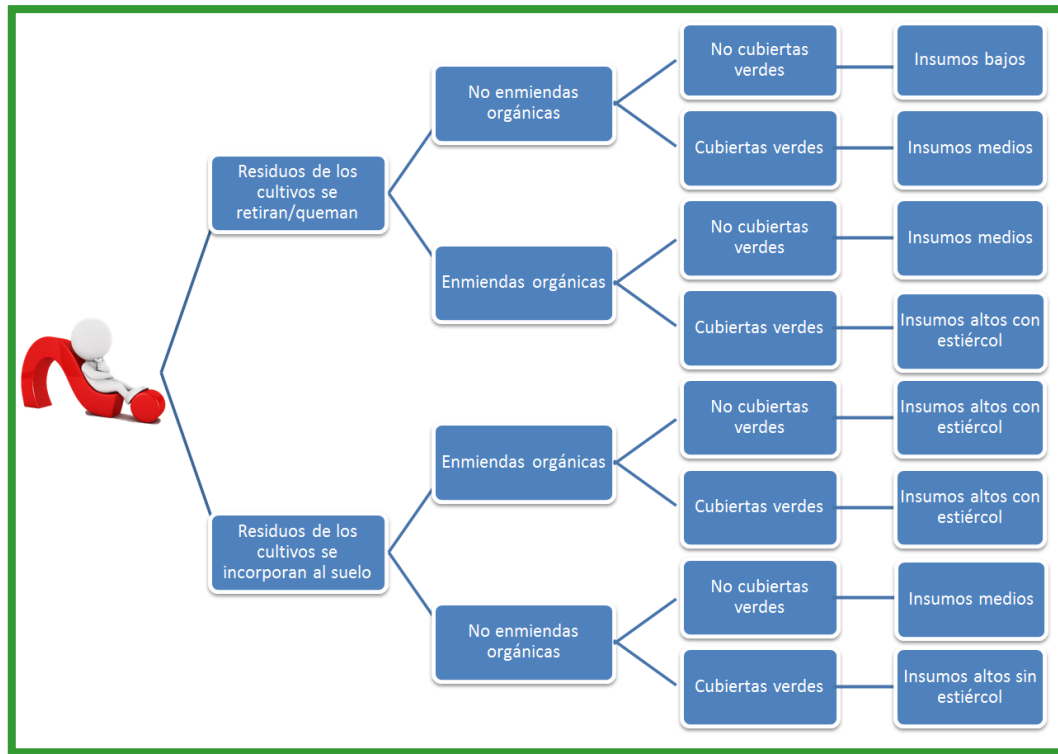 Residuos de los
cultivos se
retiran/queman
No enmiendas
orgánicas
No cubiertas
verdes
Insumos bajos
Cubiertas verdes
Insumos medios
Enmiendas orgánicas
No cubiertas
verdes
Insumos medios
Cubiertas verdes
Insumos altos con
estiércol
Residuos de los
cultivos se
incorporan al suelo
Enmiendas orgánicas
No cubiertas
verdes
Insumos altos con
estiércol
Cubiertas verdes
Insumos altos con
estiércol
No enmiendas
orgánicas
No cubiertas
verdes
Insumos medios
Cubiertas verdes
Insumos altos sin
estiércol